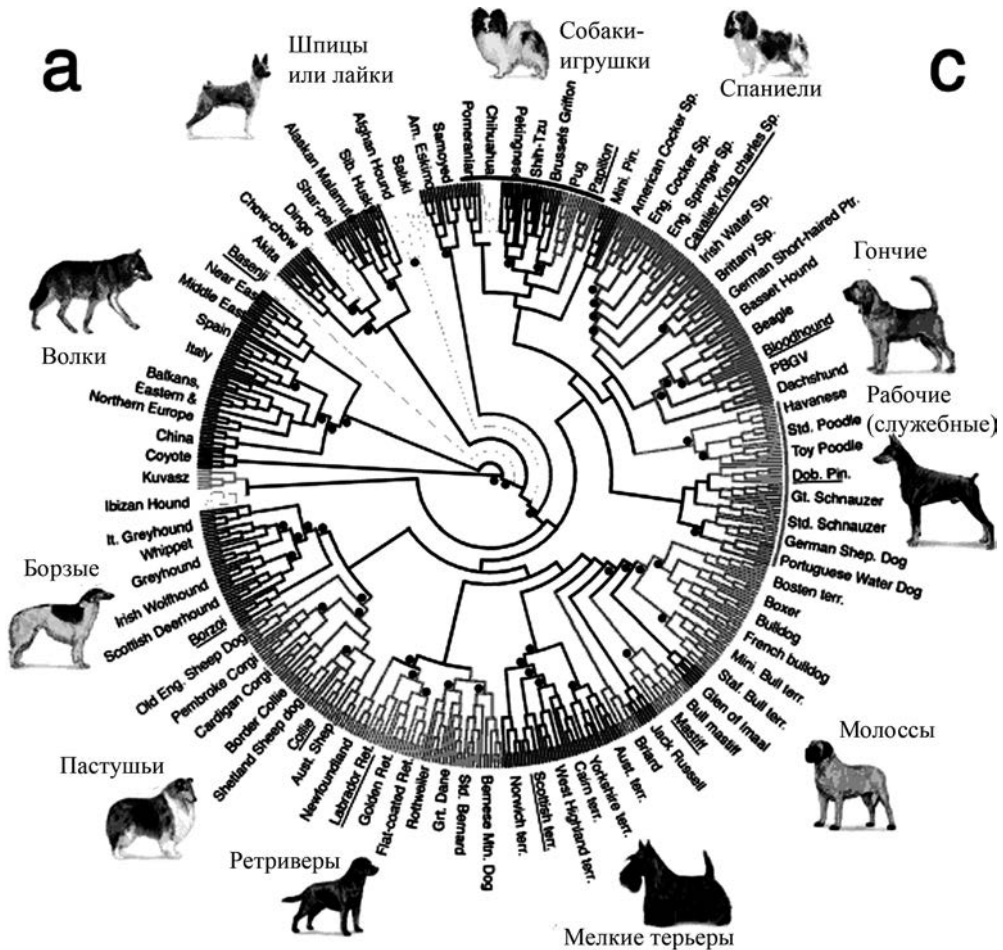 a
c
Шпицы
или лайки
Собаки-
игрушки
Спаниели
Гончие
Рабочие
(служебные)
Молоссы
Мелкие терьеры
Ретриверы
Пастушьи
Борзые
Волки
Coyote
China
Balkans,
Eastern &
Northern Europe
Italy
Spain
Middle East
Near East
Basenji
Akita
Chow-chow
Dingo
Shar-pei
Alaskan Malamut
Sib. Husk
Afghan Hound
Saluki
Am. Eskimo
Samoyed
Pomeranian
Chihuahua
Pekingnese
Shih-Tzu
Brussels Griffon
Pug
Papillon
Mini. Pin.
American Cocker Sp.
Eng. Cocker Sp.
Eng. Springer Sp.
Cavalier King charles Sp.
Irish Water Sp.
Brittany Sp.
German Short-haired Ptr.
Basset Hound
Beagle
Bloodhound
PBGV
Dachshund
Havanese
Std. Poodle
Toy Poodle
Dob. Pin.
Gt. Schnauzer
Std. Schnauzer
German Shep. Dog
Portuguese Water Dog
Bosten terr.
Boxer
Bulldog
French bulldog
Mini. Bull terr.
Staf. Bull terr.
Glen of Imaal
Bull mastiff
Mastiff
Jack Russell
Briard
Aust. terr.
Yorkshire terr.
Cairn terr.
West Highland terr.
Scottish terr.
Norwich terr.
Bernese Mtn. Dog
Std. Bernard
Grt. Dane
Rothweiler
Flat-coated Ret.
Golden Ret.
Labrador Ret.
Newfoundland
Aust. Shep
Collie
Shetland Sheep dog
Border Collie
Cardigan Corgi
Pembroke Corgi
Old Eng. Sheep Dog
Borzoi
Scottish Deerhound
Irish Wolfhound
Greyhound
Whippet
It. Greyhound
Ibizan Hound
Kuvasz